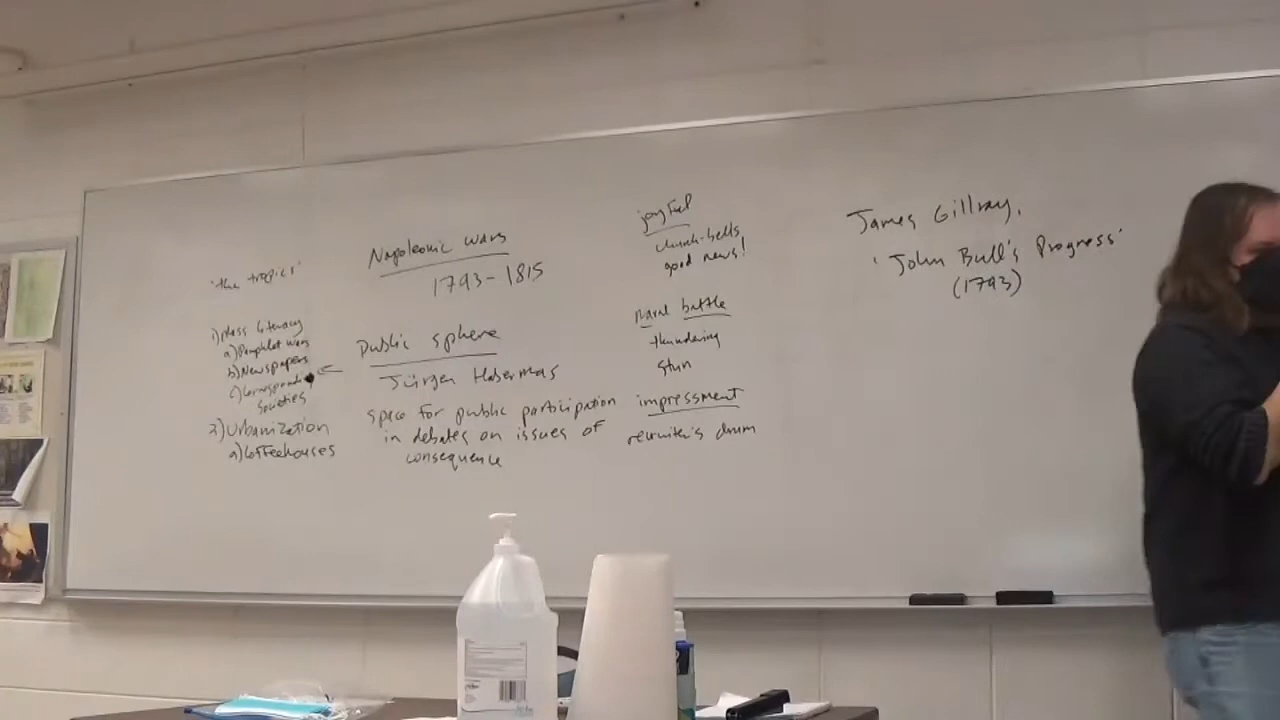 'the tropics'
1) Mass literacy
a) Pamphlet wars
b) Newspapers
c) Corresponding
Societies
2) Urbanization
a) Coffeehouses
Napoleonic wars
1793-1815
Public sphere
Jürgen Habermas
space for public participation
in debates on issues of
consequence
joyful
church-bells
good news!
naval battle
thundering
stun
impressment
recruiter's drum
James Gillray,
'John Bull's Progress'
(1793)